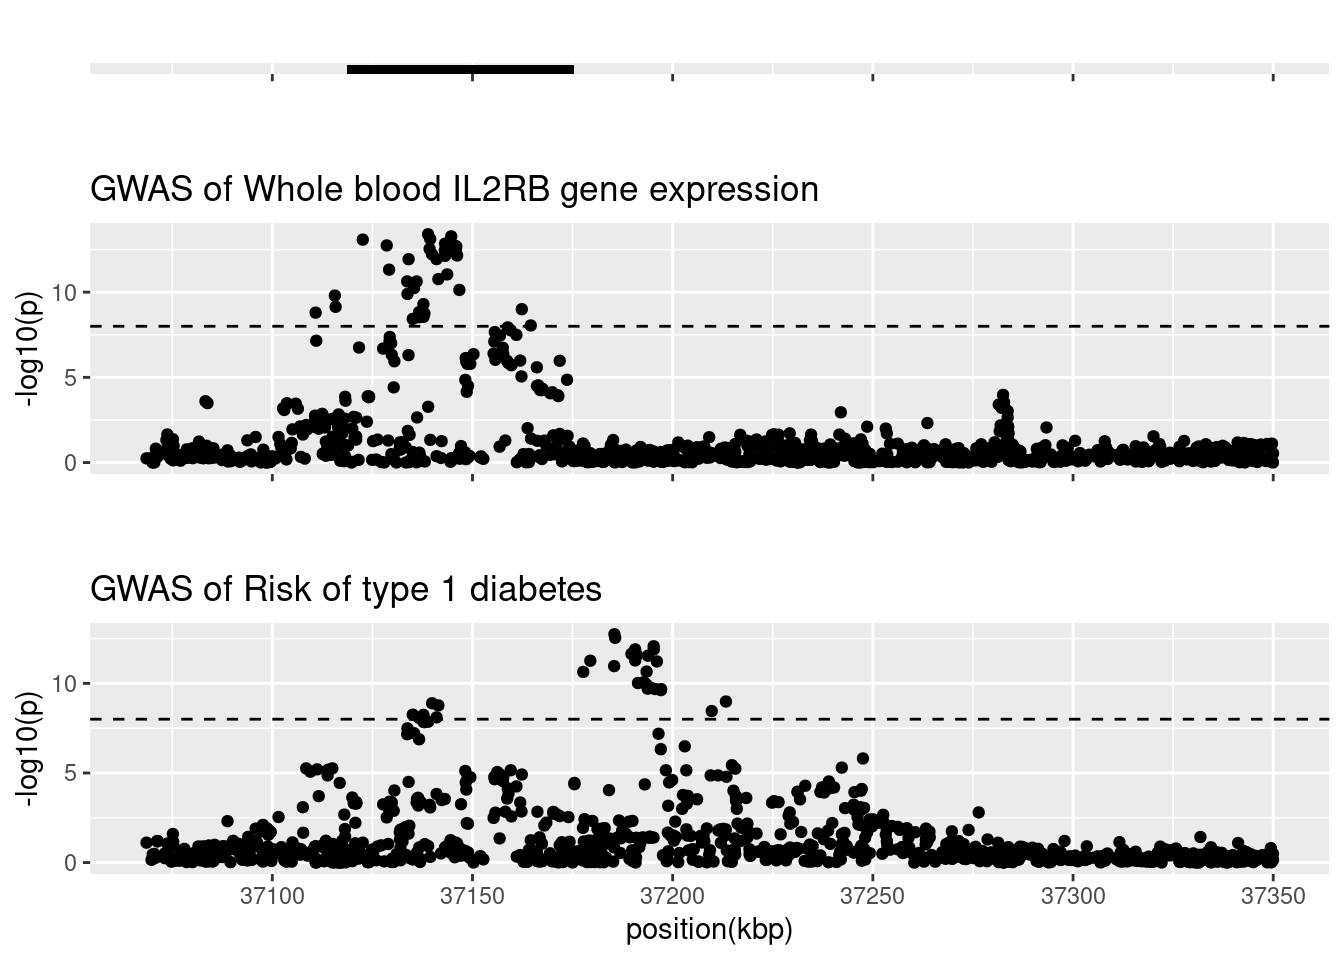 GWAS of Whole blood IL2RB gene expression
-log10(p)
10
5
0
GWAS of Risk of type 1 diabetes
-log10(p)
10
5
0
37100 37150 37200 37250 37300 37350
position(kbp)